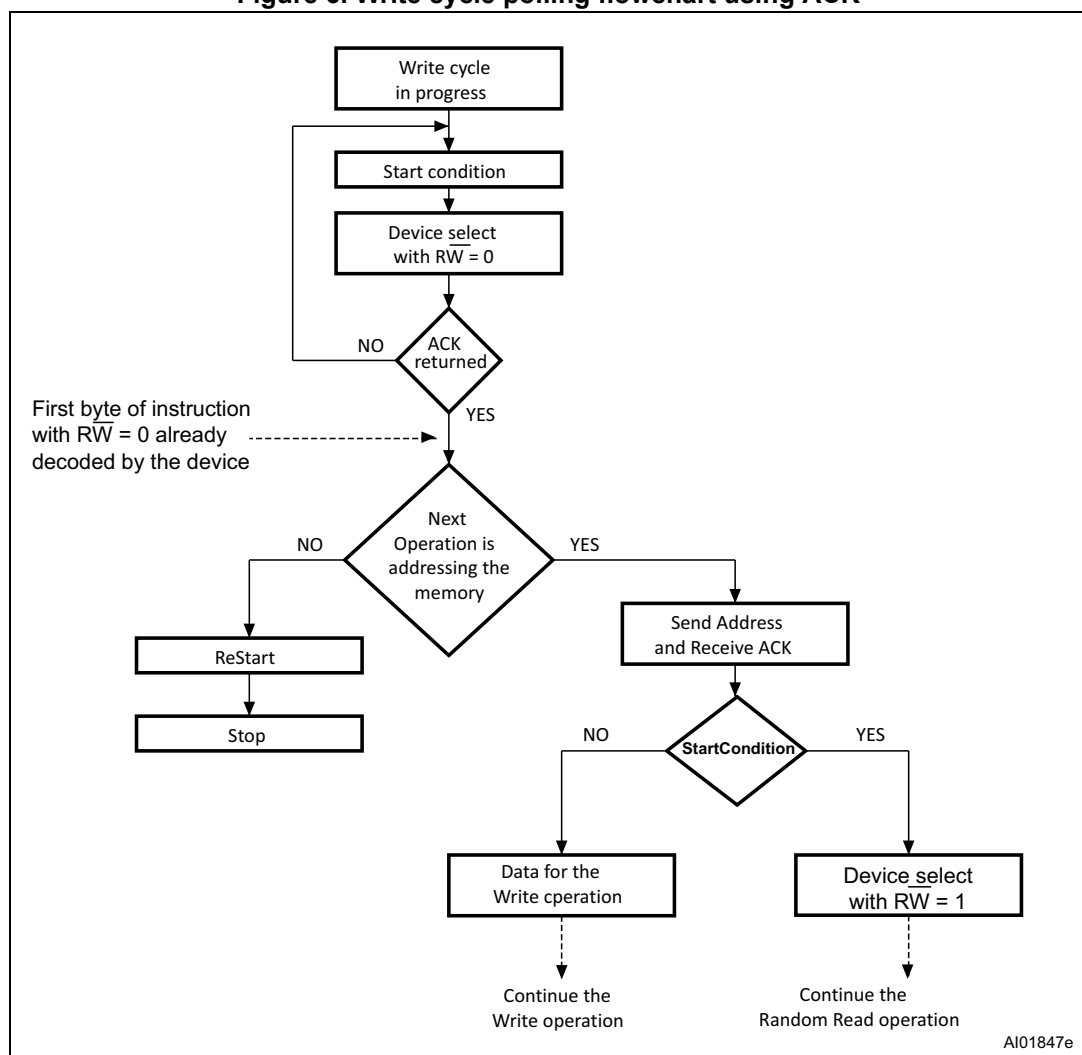 Figure Write cycle polling flowchart using ACK
Write cycle
in progress
Start condition
Device select
with RW̅ = 0
NO
ACK
returned
YES
First byte of instruction
with RW̅ = 0 already
decoded by the device
NO
Next
Operation is
addressing the
memory
YES
Send Address
and Receive ACK
ReStart
Stop
NO
StartCondition
YES
Data for the
Write cperation
Device select
with RW̅ = 1
Continue the
Write operation
Continue the
Random Read operation
AI01847e